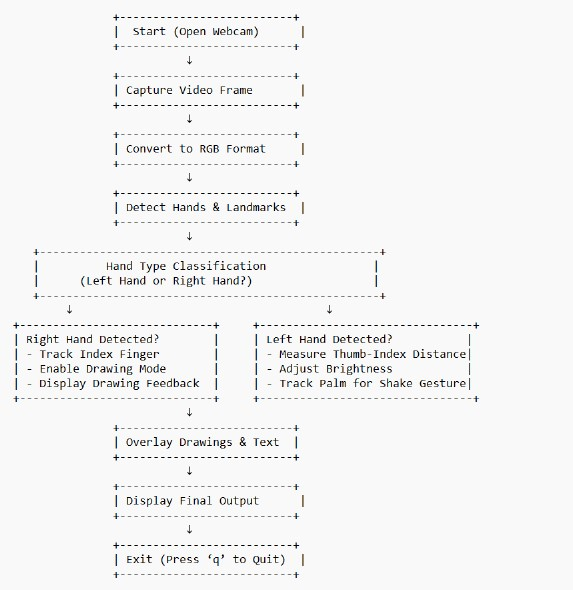 Start (Open Webcam)
↓
Capture Video Frame
↓
Convert to RGB Format
↓
Detect Hands & Landmarks
↓
Hand Type Classification
(Left Hand or Right Hand?)
↓ ↓
Right Hand Detected?
- Track Index Finger
- Enable Drawing Mode
- Display Drawing Feedback
Left Hand Detected?
- Measure Thumb-Index Distance
- Adjust Brightness
- Track Palm for Shake Gesture
↓
Overlay Drawings & Text
↓
Display Final Output
↓
Exit (Press ‘q’ to Quit)